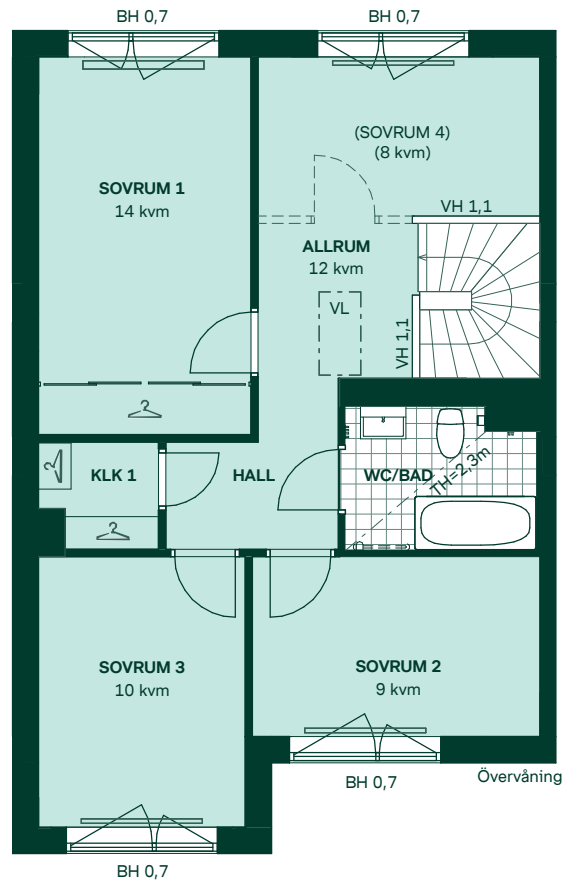 BH 0,7
BH 0,7
(SOVRUM 4)
(8 kvm)
SOVRUM 1
14 kvm
VH 1,1
ALLRUM
12 kvm
VL
VH 1,1
KLK 1
HALL
WC/BAD
TH=2,3m
SOVRUM 3
10 kvm
SOVRUM 2
9 kvm
BH 0,7
Övervåning
BH 0,7